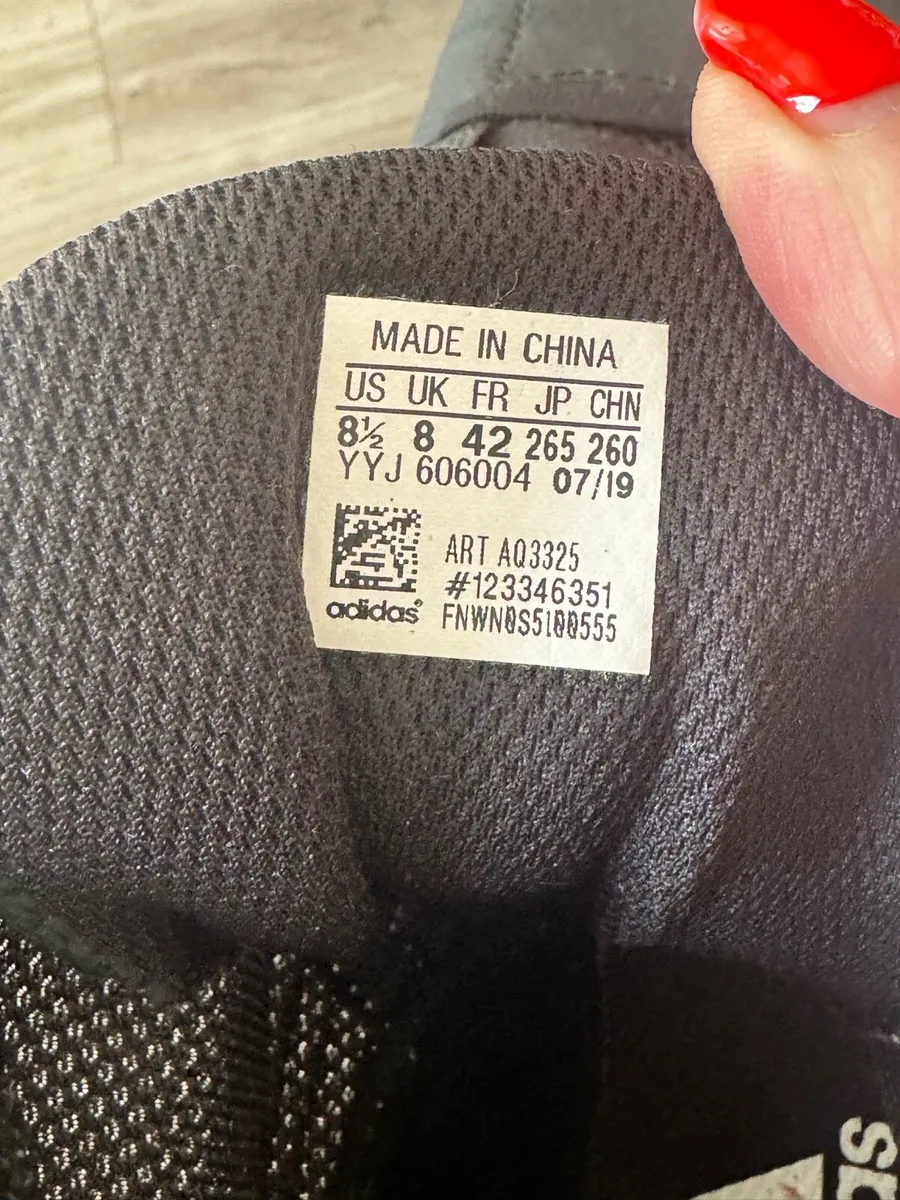 MADE IN CHINA
US UK FR JP CHN
8½ 8 42 265 260
YYJ 606004 07/19
ART AQ3325
#123346351
adidas® FNWN0S5100555